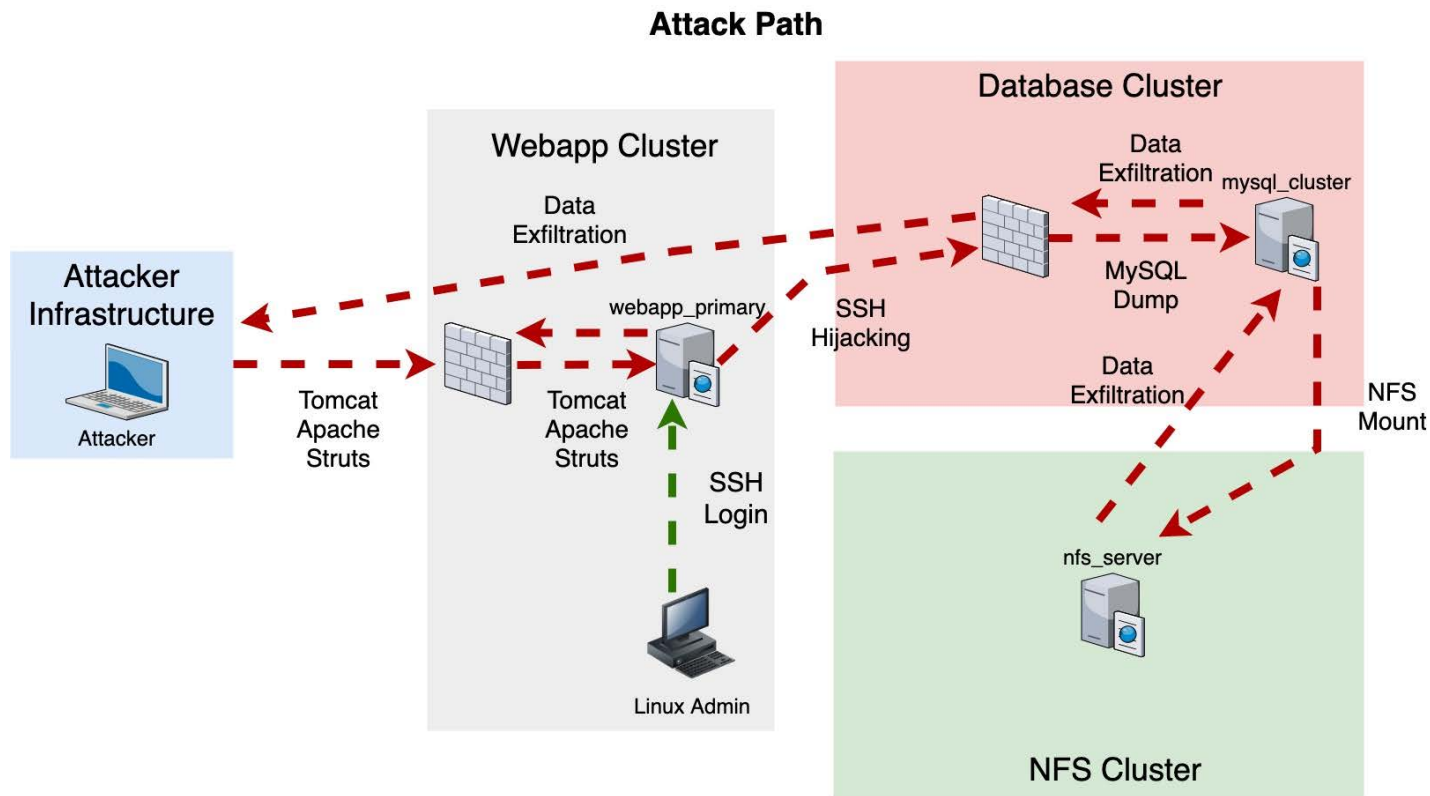 Attack Path
Attacker
Infrastructure
Attacker
Tomcat
Apache
Struts
Webapp Cluster
Data
Exfiltration
webapp_primary
Tomcat
Apache
Struts
SSH
Login
Linux Admin
SSH
Hijacking
Database Cluster
Data
Exfiltration
mysql_cluster
MySQL
Dump
Data
Exfiltration
NFS
Mount
nfs_server
NFS Cluster